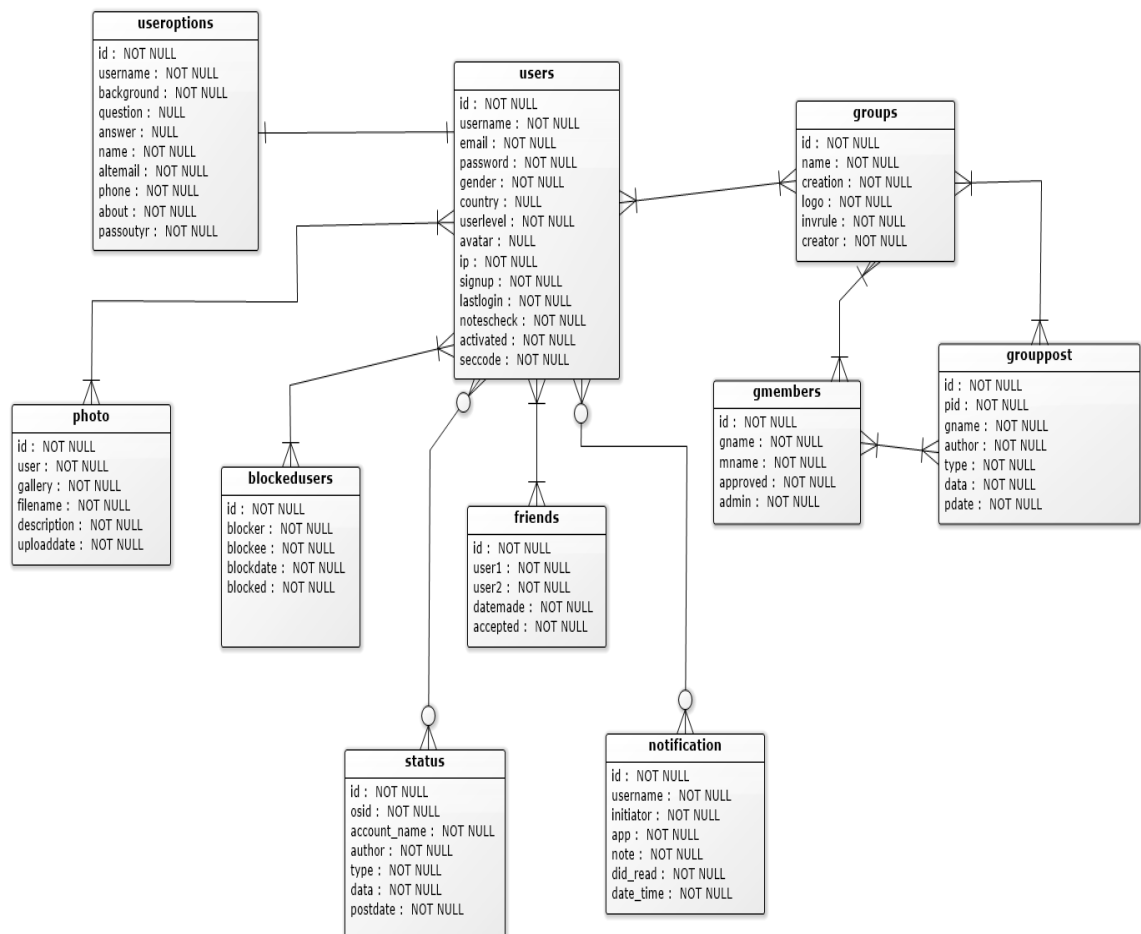 useroptions
id : NOT NULL
username : NOT NULL
background : NOT NULL
question : NULL
answer : NULL
name : NOT NULL
altemail : NOT NULL
phone : NOT NULL
about : NOT NULL
passoutyr : NOT NULL
users
id : NOT NULL
username : NOT NULL
email : NOT NULL
password : NOT NULL
gender : NOT NULL
country : NULL
userlevel : NOT NULL
avatar : NULL
ip : NOT NULL
signup : NOT NULL
lastlogin : NOT NULL
notescheck : NOT NULL
activated : NOT NULL
seccode : NOT NULL
groups
id : NOT NULL
name : NOT NULL
creation : NOT NULL
logo : NOT NULL
invrule : NOT NULL
creator : NOT NULL
photo
id : NOT NULL
user : NOT NULL
gallery : NOT NULL
filename : NOT NULL
description : NOT NULL
uploaddate : NOT NULL
blockedusers
id : NOT NULL
blocker : NOT NULL
blockee : NOT NULL
blockdate : NOT NULL
blocked : NOT NULL
friends
id : NOT NULL
user1 : NOT NULL
user2 : NOT NULL
datemade : NOT NULL
accepted : NOT NULL
gmembers
id : NOT NULL
gname : NOT NULL
mname : NOT NULL
approved : NOT NULL
admin : NOT NULL
grouppost
id : NOT NULL
pid : NOT NULL
gname : NOT NULL
author : NOT NULL
type : NOT NULL
data : NOT NULL
pdate : NOT NULL
status
id : NOT NULL
osid : NOT NULL
account_name : NOT NULL
author : NOT NULL
type : NOT NULL
data : NOT NULL
postdate : NOT NULL
notification
id : NOT NULL
username : NOT NULL
initiator : NOT NULL
app : NOT NULL
note : NOT NULL
did_read : NOT NULL
date_time : NOT NULL